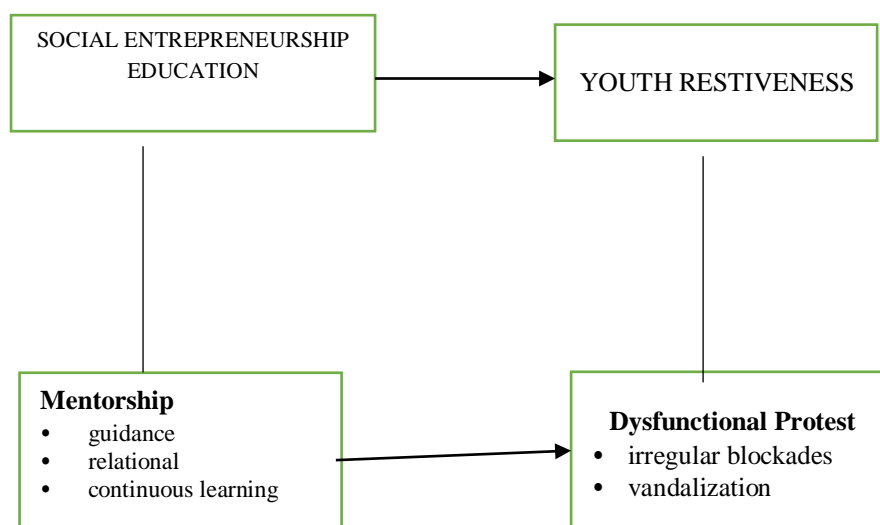 SOCIAL ENTREPRENEURSHIP
EDUCATION
YOUTH RESTIVENESS
Mentorship
• guidance
• relational
• continuous learning
Dysfunctional Protest
• irregular blockades
• vandalization